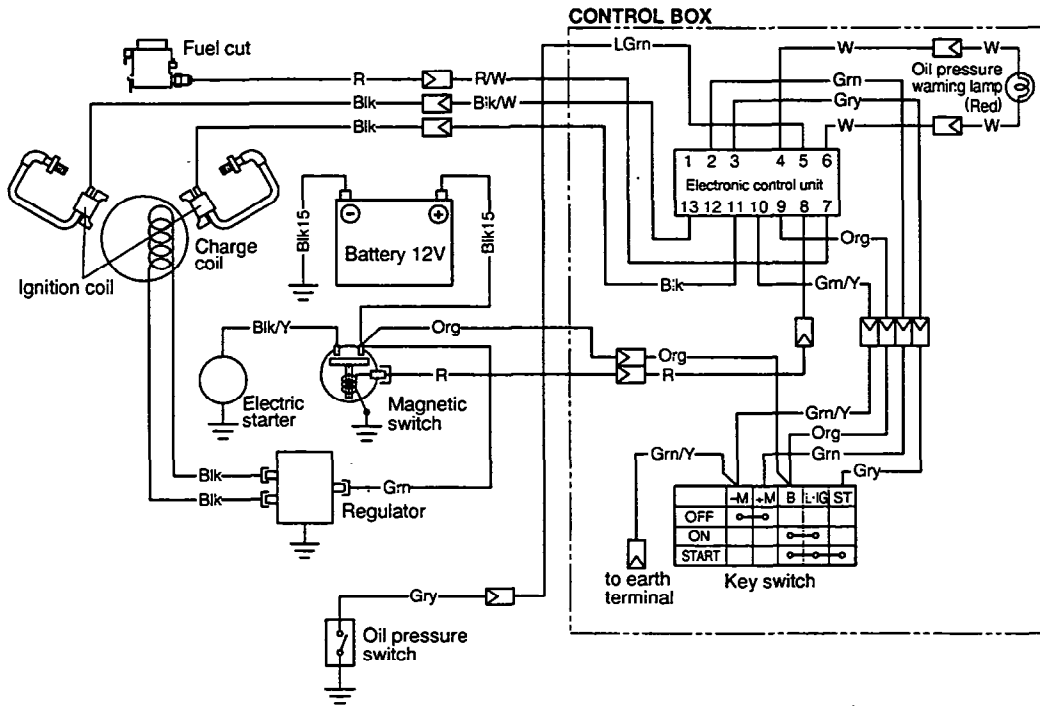 CONTROL BOX
Fuel cut
LGrn
W
W
R
R/W
Grn
Oil pressure
warning lamp
(Red)
Blk
Blk/W
Gry
Blk
W
W
1 2 3 4 5 6
Electronic control unit
13 12 11 10 9 8 7
Blk15
Battery 12V
Blk15
Charge
coil
Ignition coil
Org
Blk
Grn/Y
Blk/Y
Org
Org
R
R
Electric
starter
Magnetic
switch
Grn/Y
Org
Grn/Y
Grn
Gry
Blk
Grn
Blk
Regulator
-M +M B L·IG ST
OFF
ON
START
to earth
terminal
Key switch
Gry
Oil pressure
switch